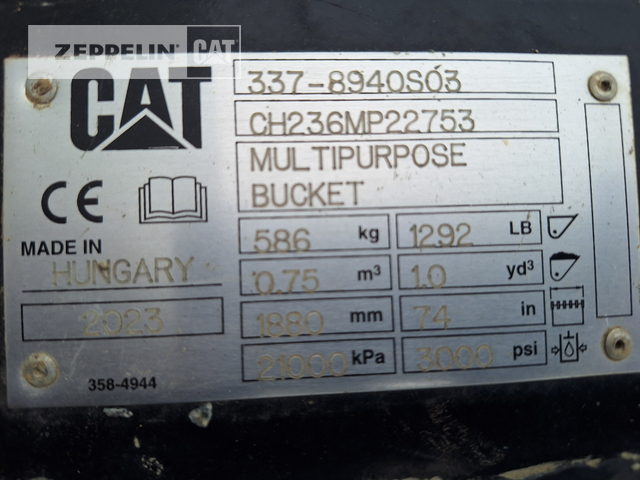 ZEPPELIN CAT
CAT
337-8940S03
CH236MP22753
MULTIPURPOSE
BUCKET
CE
MADE IN
HUNGARY
2023
586 kg 1292 LB
0.75 m³ 1.0 yd³
1880 mm 74 in
21000 kPa 3000 psi
358-4944